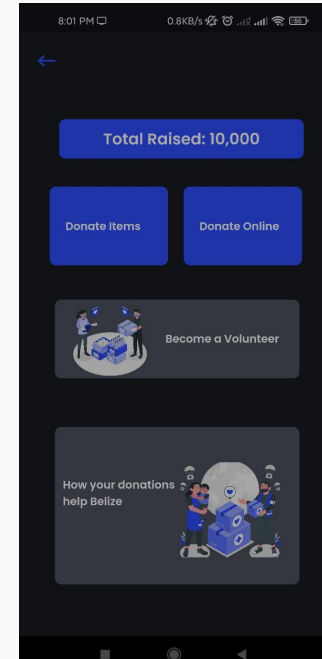 8:01 PM 0.8KB/s 56
Total Raised: 10,000
Donate Items
Donate Online
Become a Volunteer
How your donations
help Belize